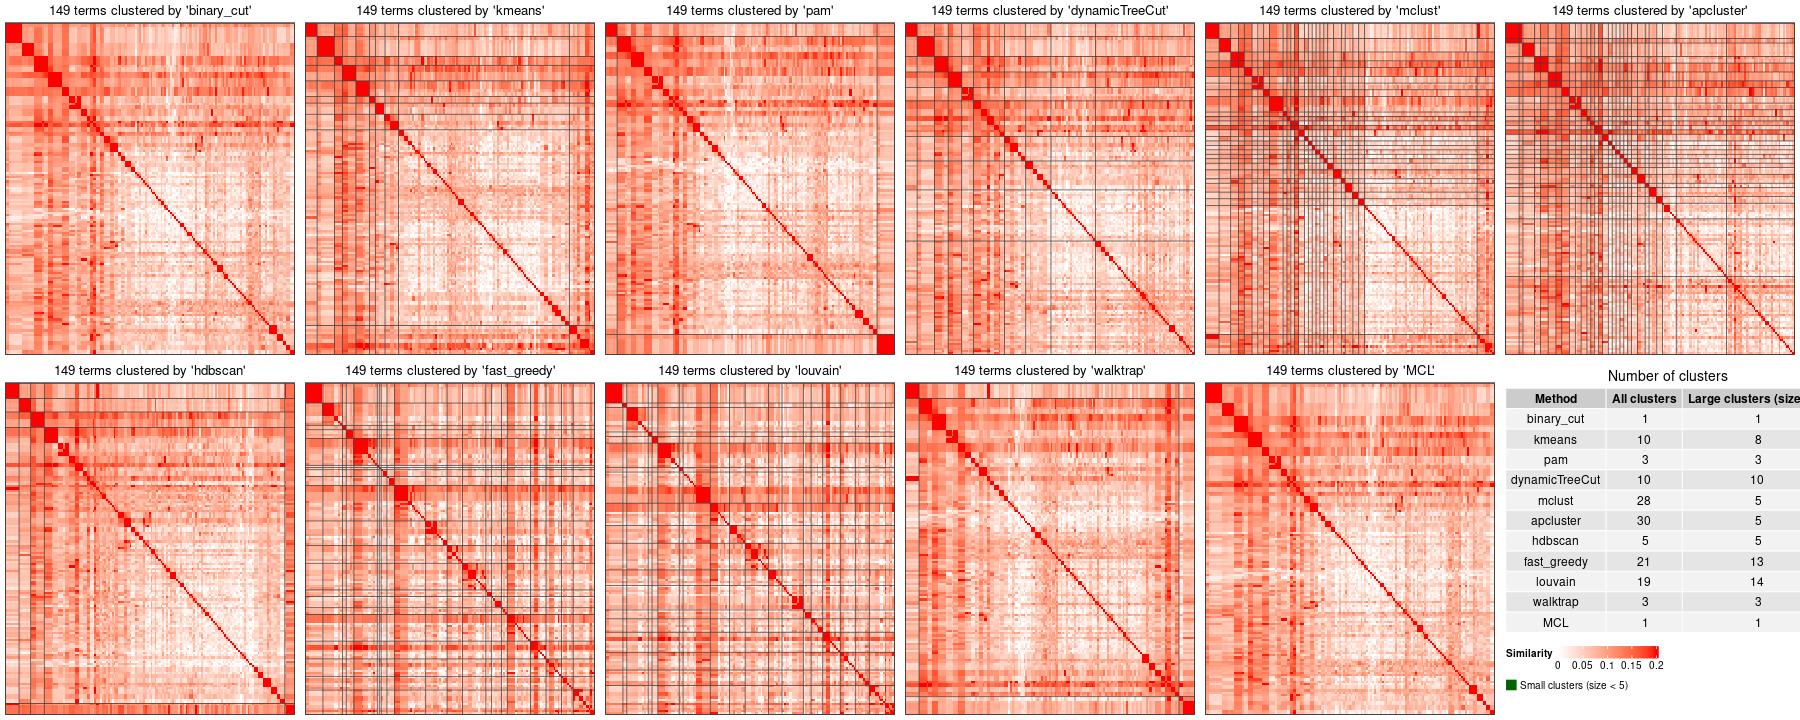 149 terms clustered by 'binary_cut'
149 terms clustered by 'kmeans'
149 terms clustered by 'pam'
149 terms clustered by 'dynamicTreeCut'
149 terms clustered by 'mclust'
149 terms clustered by 'apcluster'
149 terms clustered by 'hdbscan'
149 terms clustered by 'fast_greedy'
149 terms clustered by 'louvain'
149 terms clustered by 'walktrap'
149 terms clustered by 'MCL'
Number of clusters
Method All clusters Large clusters (size
binary_cut 1 1
kmeans 10 8
pam 3 3
dynamicTreeCut 10 10
mclust 28 5
apcluster 30 5
hdbscan 5 5
fast_greedy 21 13
louvain 19 14
walktrap 3 3
MCL 1 1
Similarity
0 0.05 0.1 0.15 0.2
Small clusters (size < 5)